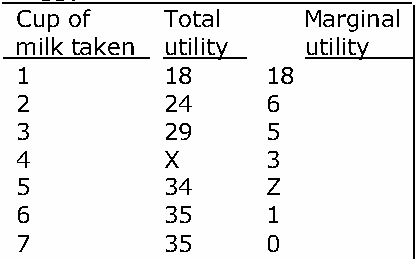 Cup of Total Marginal
milk taken utility utility
1 18 18
2 24 6
3 29 5
4 X 3
5 34 Z
6 35 1
7 35 0